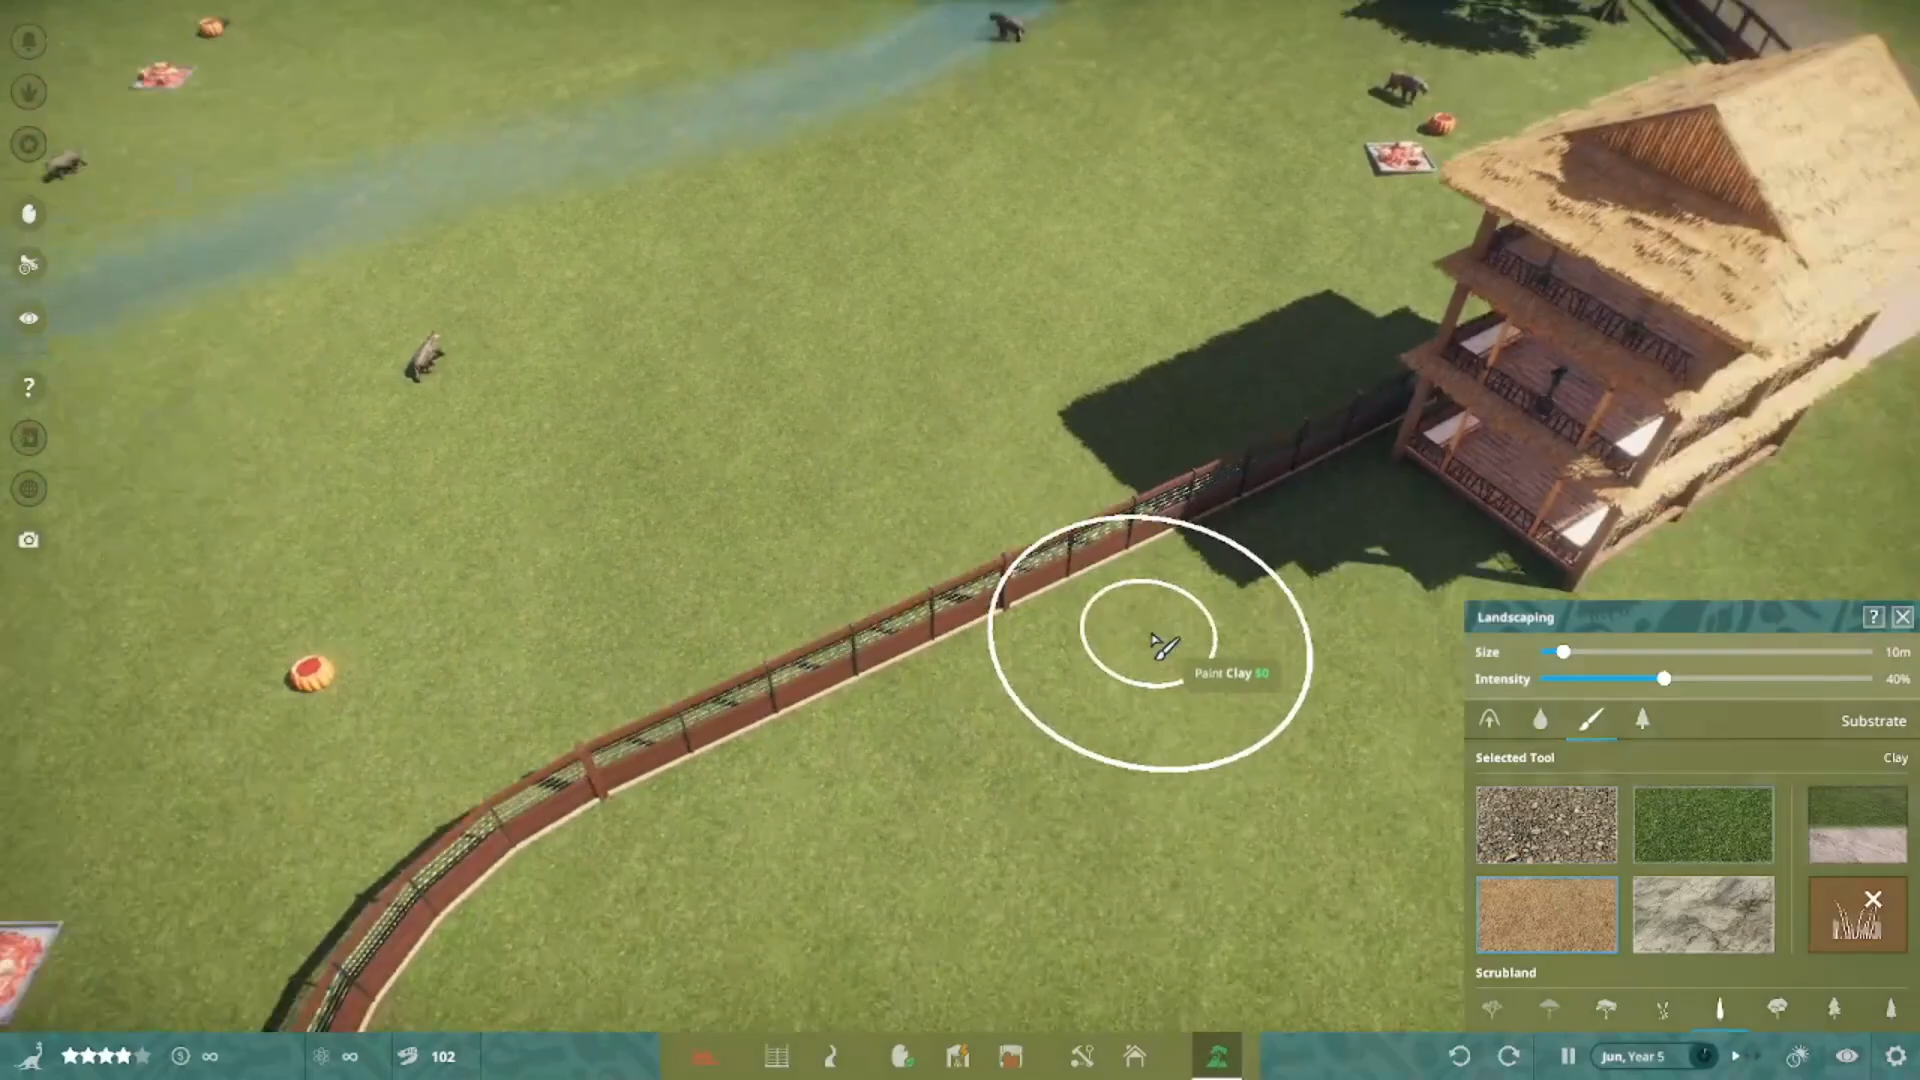 Paint Clay $0
Landscaping
?
Size 10m
Intensity 40%
Substrate
Selected Tool Clay
Scrubland
?
∞
∞
102
Jun, Year 5